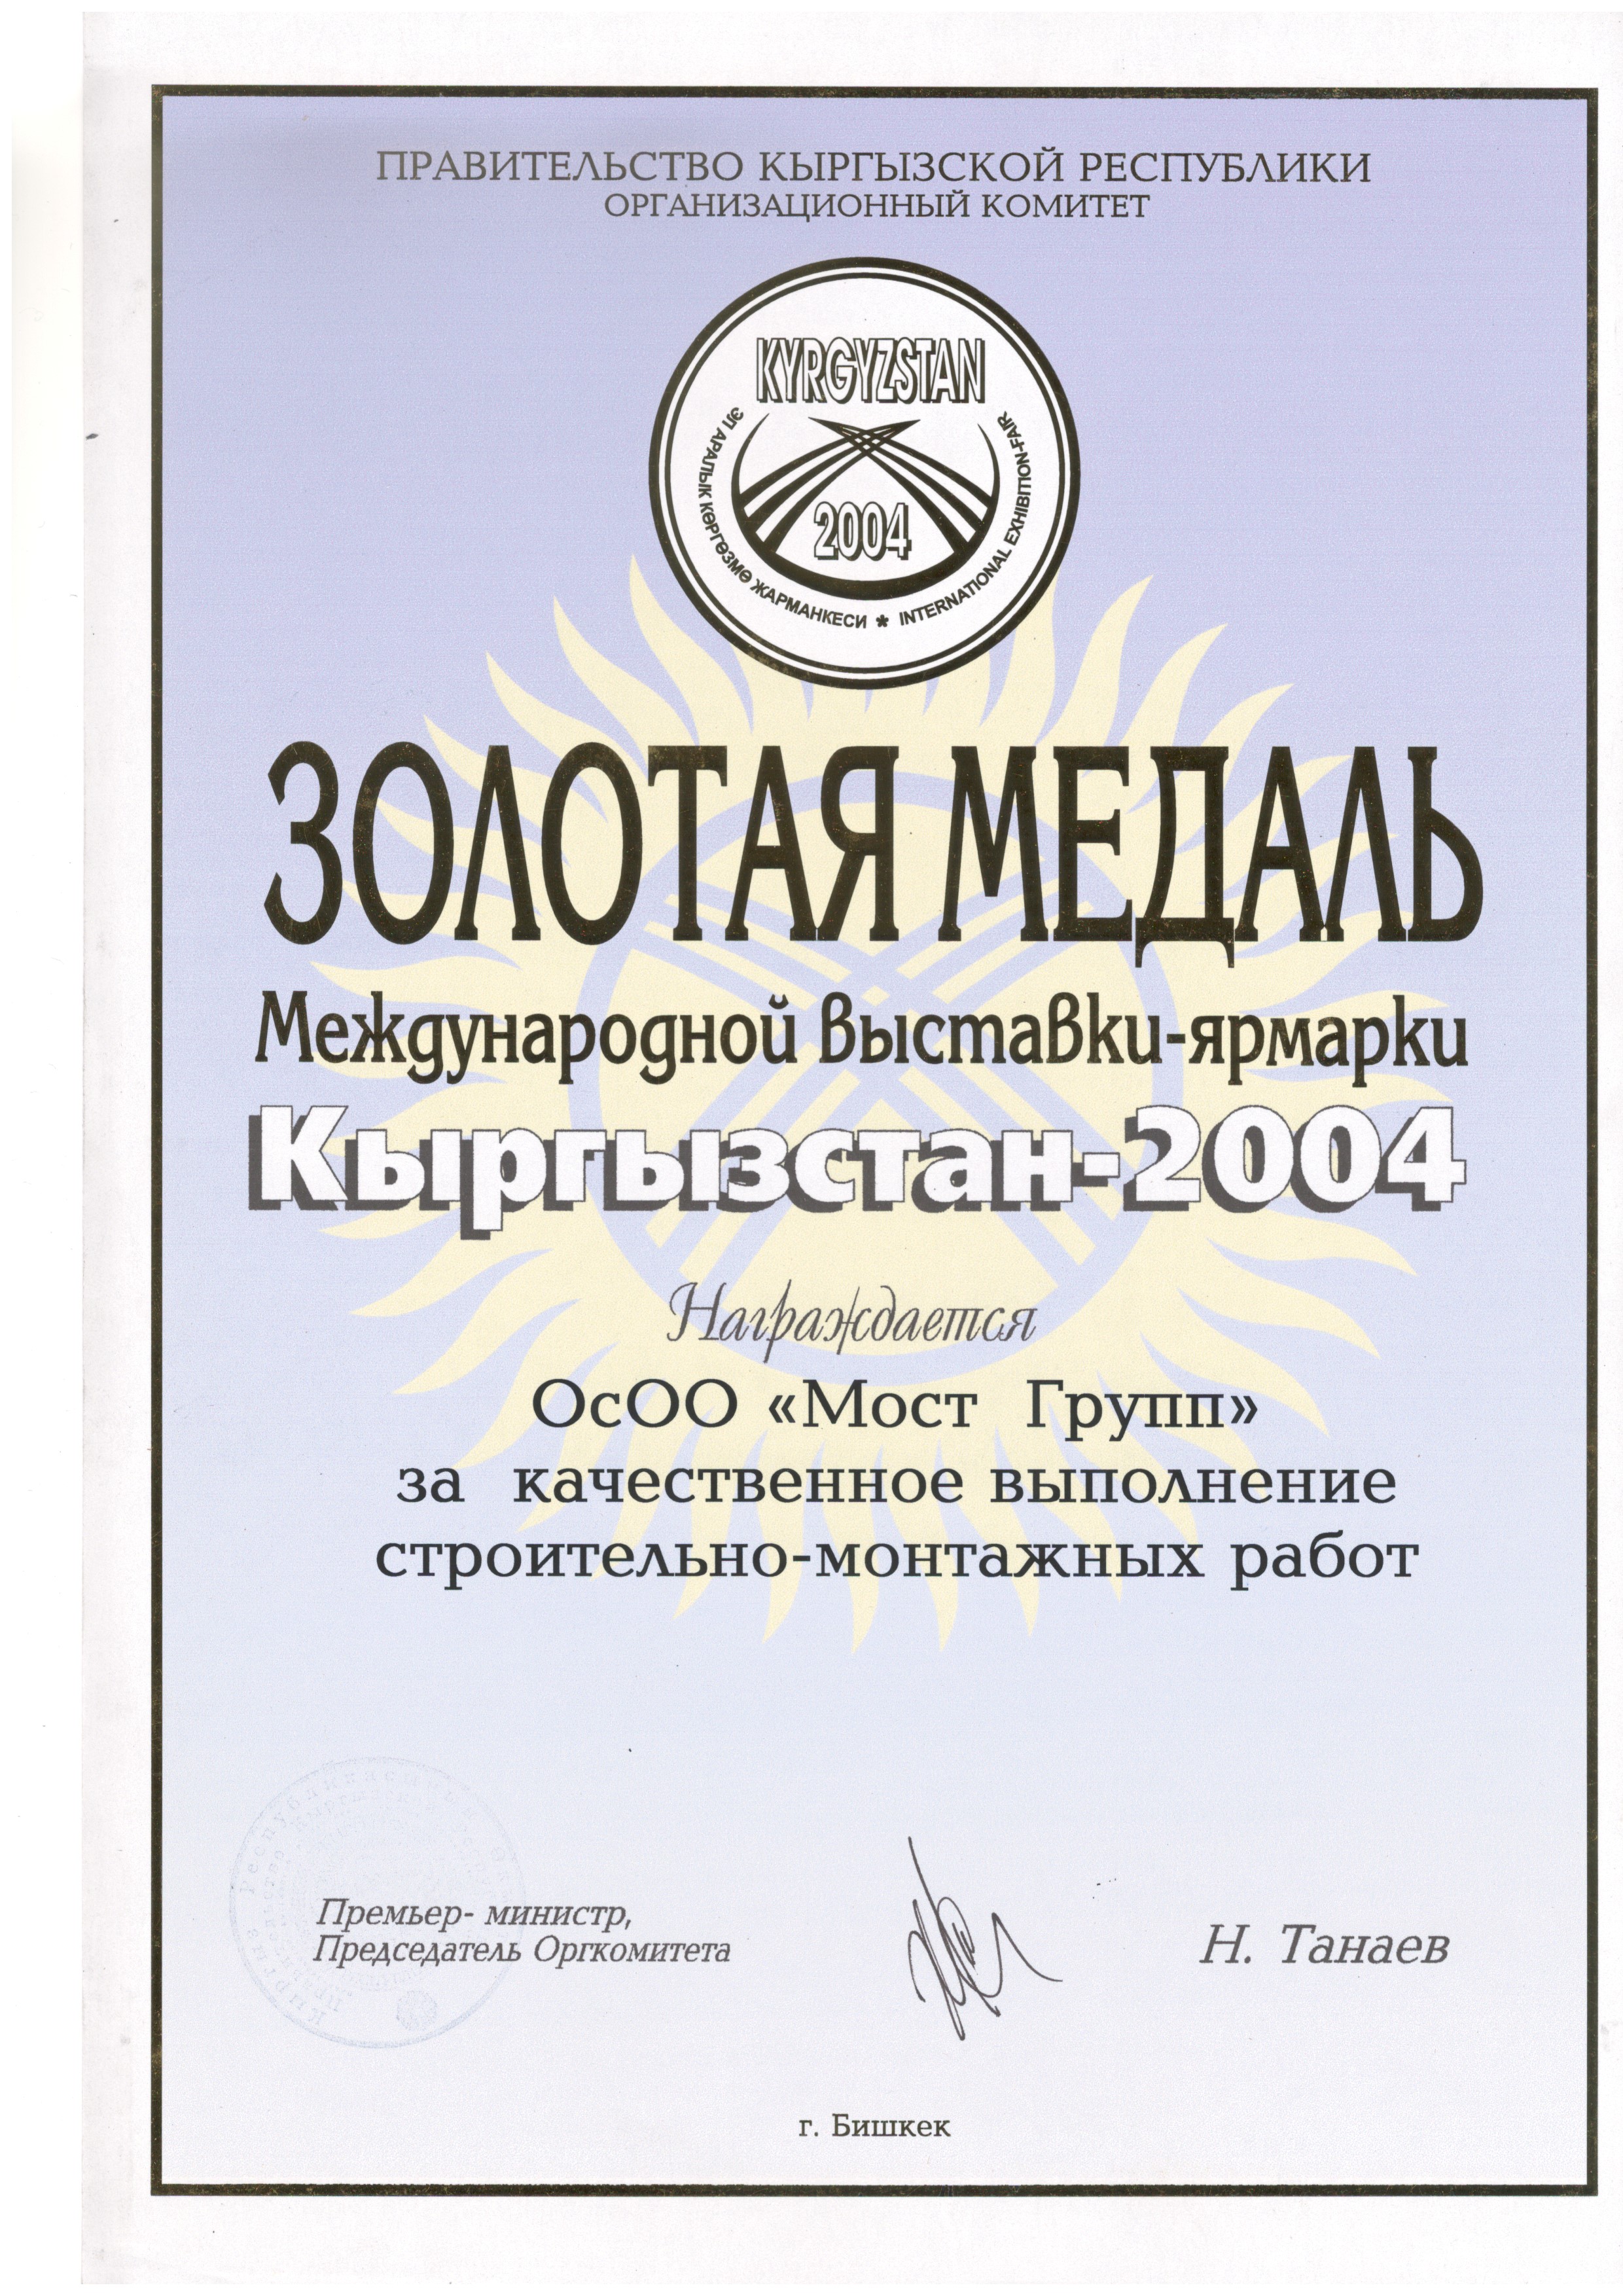 ПРАВИТЕЛЬСТВО КЫРГЫЗСКОЙ РЕСПУБЛИКИ
ОРГАНИЗАЦИОННЫЙ КОМИТЕТ
KYRGYZSTAN
2004
ЭЛ АРАЛЫК КӨРГӨЗМӨ ЖАРМАНКЕСИ * INTERNATIONAL EXHIBITION-FAIR
ЗОЛОТАЯ МЕДАЛЬ
Международной выставки-ярмарки
Кыргызстан-2004
Награждается
ОсОО «Мост Групп»
за качественное выполнение
строительно-монтажных работ
Премьер- министр,
Председатель Оргкомитета
Н. Танаев
г. Бишкек